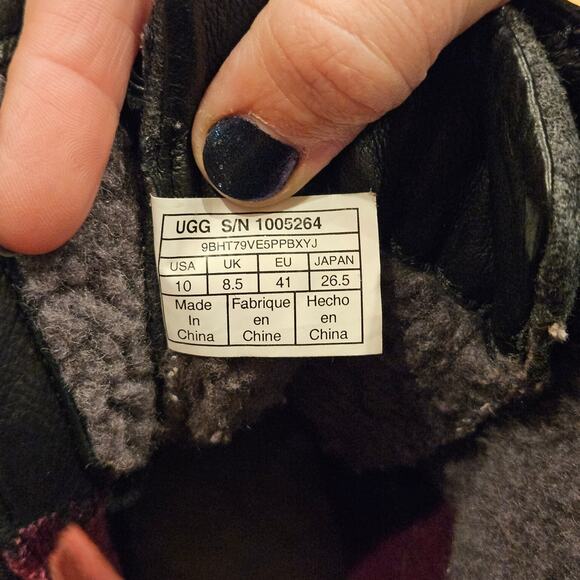 UGG S/N 1005264
9BHT79VE5PPBXYJ
USA UK EU JAPAN
10 8.5 41 26.5
Made Fabrique Hecho
In en en
China Chine China